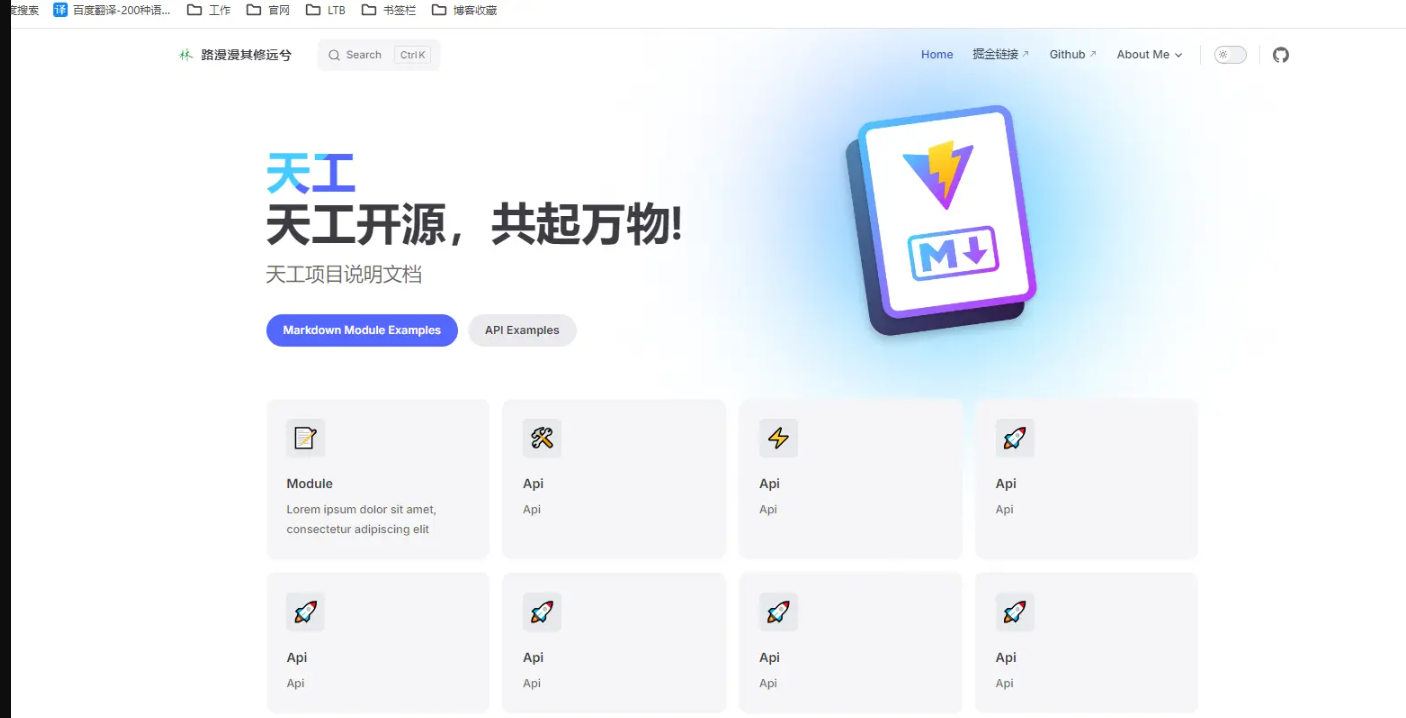 度搜索 译 百度翻译-200种语... 工作 官网 LTB 书签栏 博客收藏
林 路漫漫其修远兮 Search Ctrl K Home 掘金链接 Github About Me
天工
天工开源，共起万物!
天工项目说明文档
Markdown Module Examples API Examples
M
Module Api Api Api
Lorem ipsum dolor sit amet, Api Api Api
consectetur adipiscing elit
Api Api Api Api
Api Api Api Api